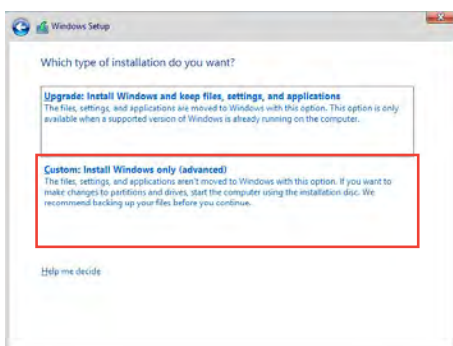 Windows Setup
Which type of installation do you want?
Upgrade: Install Windows and keep files, settings, and applications
The files, settings, and applications are moved to Windows with this option. This option is only
available when a supported version of Windows is already running on the computer.
Custom: Install Windows only (advanced)
The files, settings, and applications aren't moved to Windows with this option. If you want to
make changes to partitions and drives, start the computer using the installation disc. We
recommend backing up your files before you continue.
Help me decide